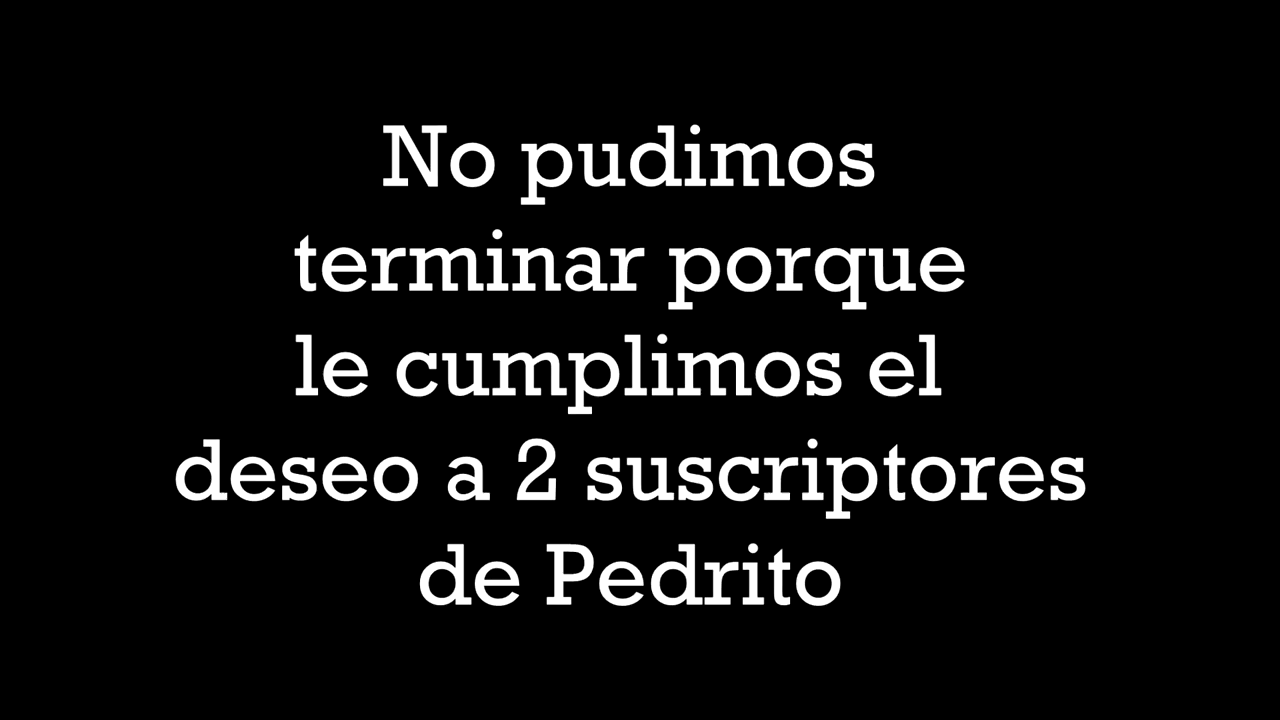 No pudimos
terminar porque
le cumplimos el
deseo a 2 suscriptores
de Pedrito